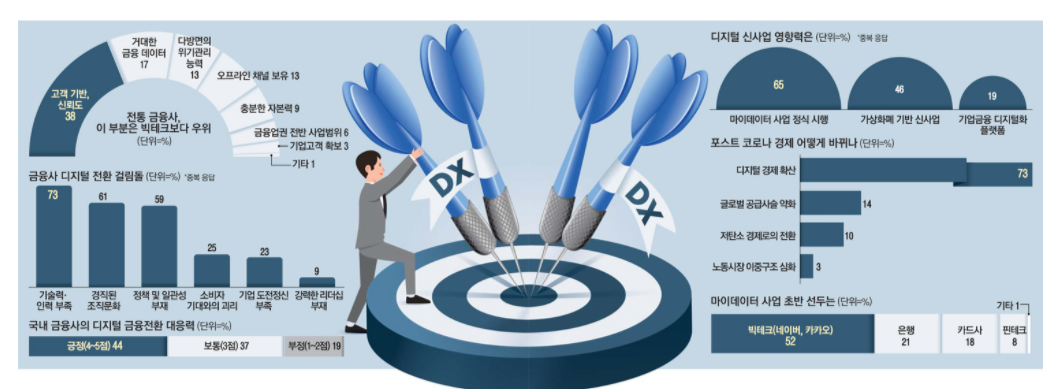 거대한
금융 데이터
17
다방면의
위기관리
능력
13
오프라인 채널 보유 13
고객 기반,
신뢰도
38
충분한 자본력 9
전통 금융사,
이 부분은 빅테크보다 우위
(단위=%)
금융업권 전반 사업범위 6
기업고객 확보 3
기타 1
금융사 디지털 전환 걸림돌 (단위=%) *중복 응답
73
61
59
25
23
9
기술력·
인력 부족
경직된
조직문화
정책 및 일관성
부재
소비자
기대와의 괴리
기업 도전정신
부족
강력한 리더십
부재
국내 금융사의 디지털 금융전환 대응력 (단위=%)
긍정(4~5점) 44
보통(3점) 37
부정(1~2점) 19
DX
DX
디지털 신사업 영향력은 (단위=%) *중복 응답
65
46
19
마이데이터 사업 정식 시행
가상화폐 기반 신사업
기업금융 디지털화
플랫폼
포스트 코로나 경제 어떻게 바뀌나 (단위=%)
디지털 경제 확산
73
글로벌 공급사슬 약화
14
저탄소 경제로의 전환
10
노동시장 이중구조 심화
3
마이데이터 사업 초반 선두는 (단위=%)
기타 1
빅테크(네이버, 카카오)
52
은행
21
카드사
18
핀테크
8